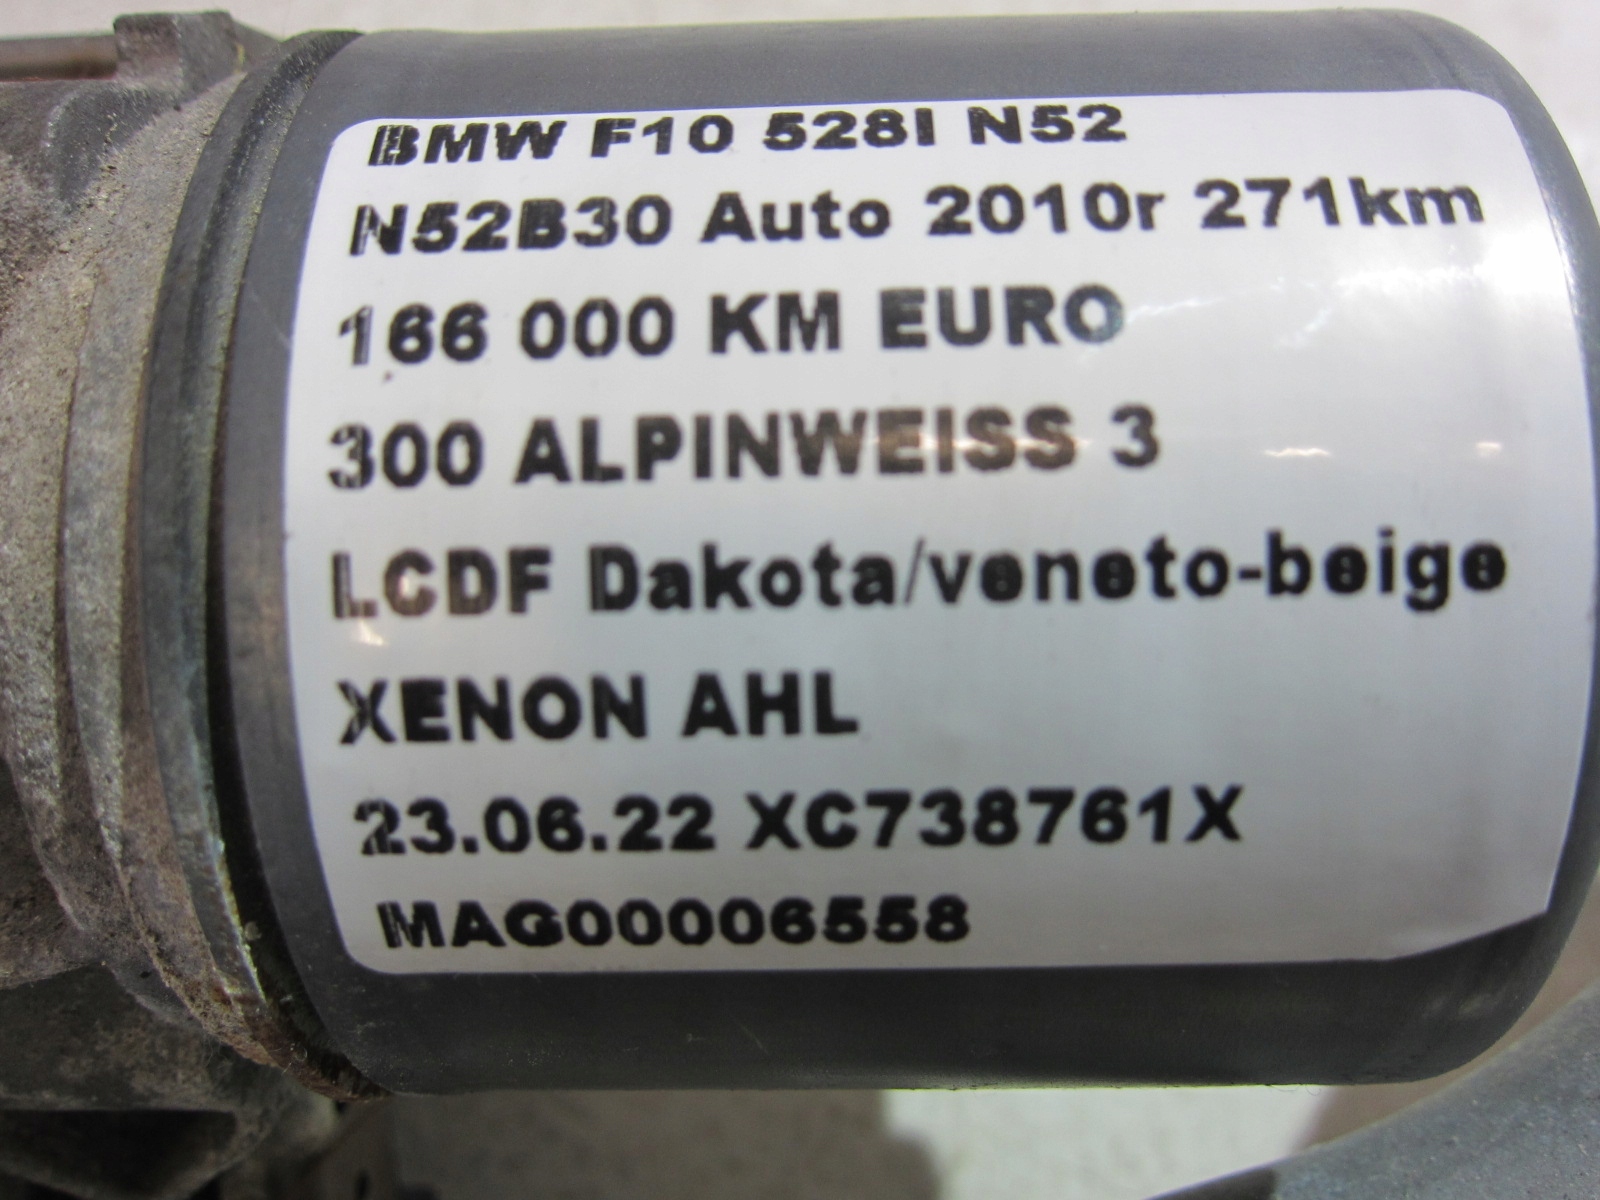 BMW F10 528I N52
N52B30 Auto 2010r 271km
166 000 KM EURO
300 ALPINWEISS 3
LCDF Dakota/veneto-beige
XENON AHL
23.06.22 XC738761X
MAG00006558